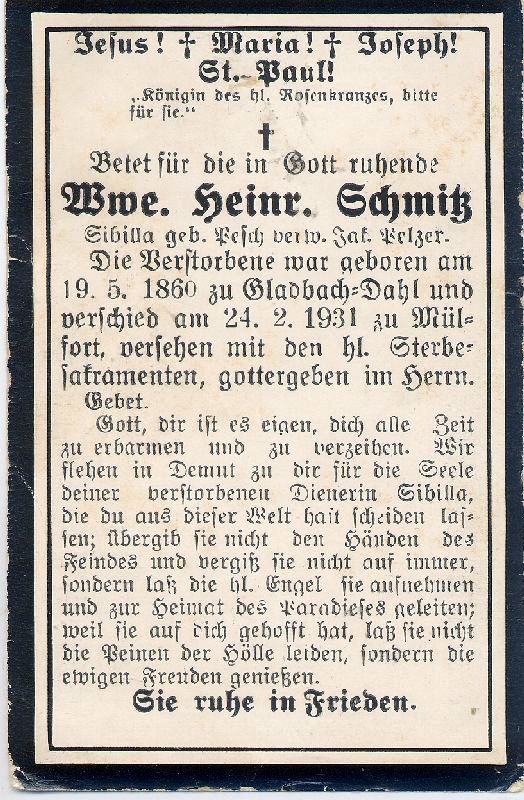 Jesus! † Maria! † Joseph!
St. Paul!
„Königin des hl. Rosenkranzes, bitte
für sie."
†
Betet für die in Gott ruhende
Wwe. Heinr. Schmitz
Sibilla geb. Pesch verw. Jak. Pelzer.
Die Verstorbene war geboren am
19. 5. 1860 zu Gladbach-Dahl und
verschied am 24. 2. 1931 zu Mül-
fort, versehen mit den hl. Sterbe-
sakramenten, gottergeben im Herrn.
Gebet.
Gott, dir ist es eigen, dich alle Zeit
zu erbarmen und zu verzeihen. Wir
flehen in Demut zu dir für die Seele
deiner verstorbenen Dienerin Sibilla,
die du aus dieser Welt hast scheiden las-
sen; übergib sie nicht den Händen des
Feindes und vergiß sie nicht auf immer,
sondern laß die hl. Engel sie aufnehmen
und zur Heimat des Paradieses geleiten;
weil sie auf dich gehofft hat, laß sie nicht
die Peinen der Hölle leiden, sondern die
ewigen Freuden genießen.
Sie ruhe in Frieden.